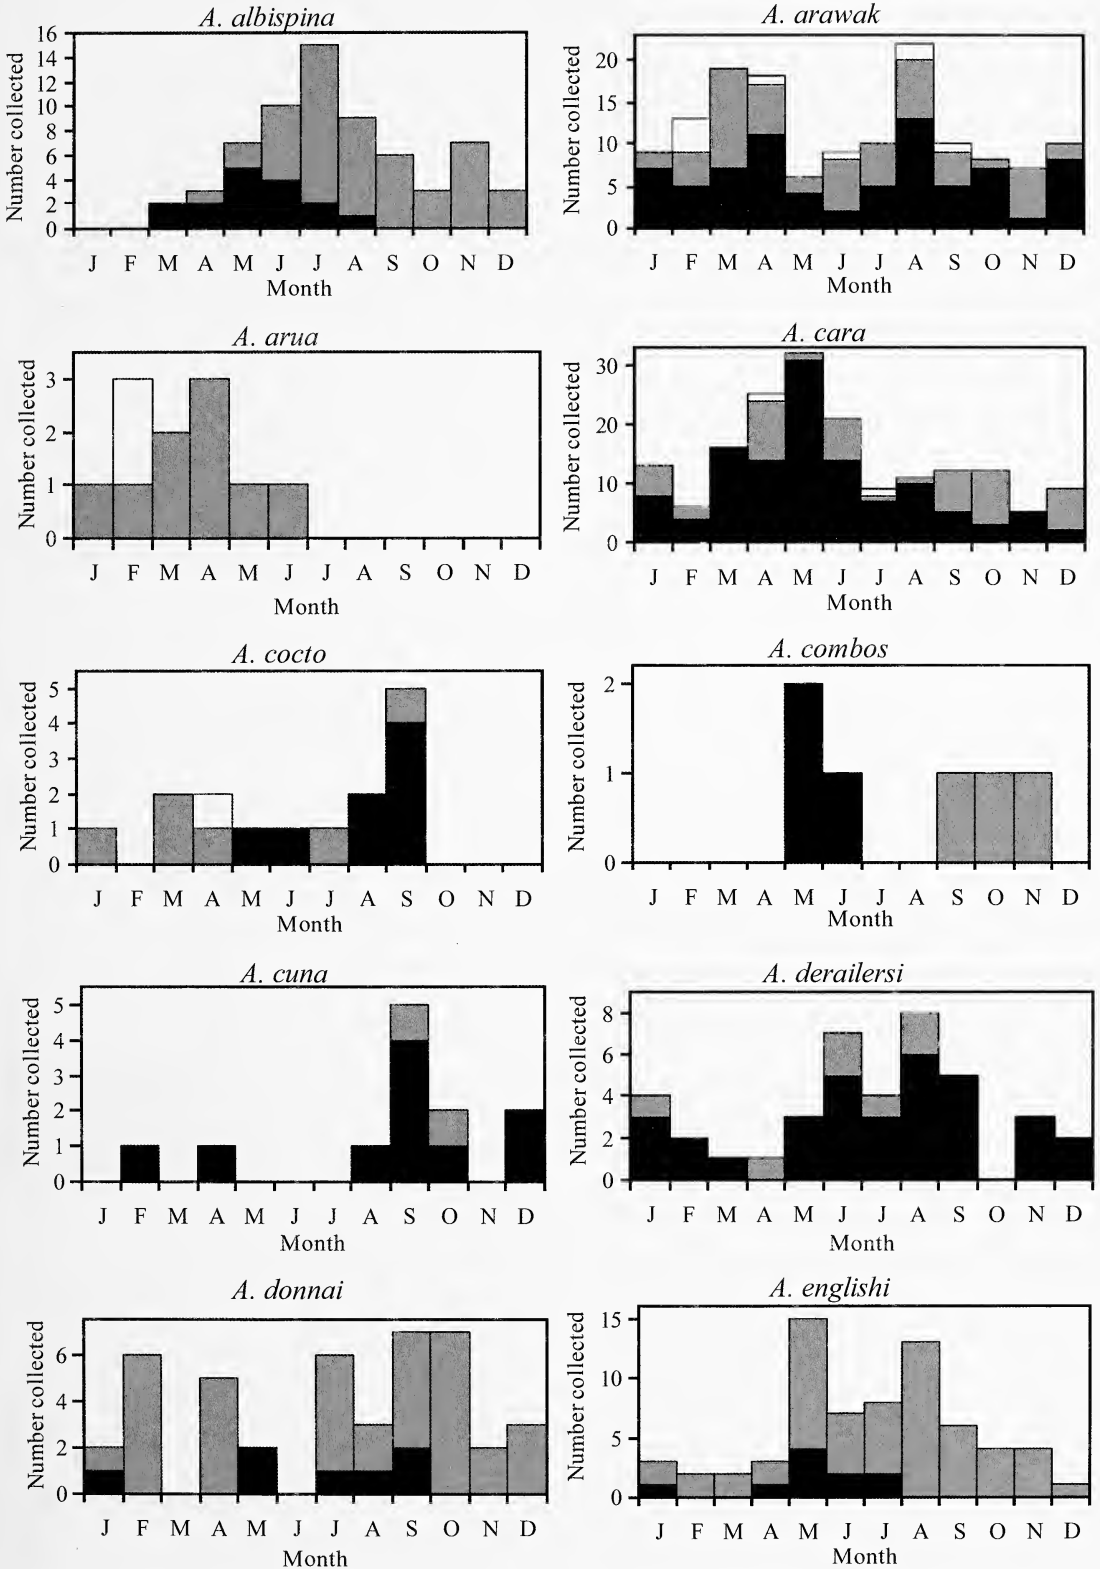 A. albispina
Number collected
16
14
12
10
8
6
4
2
0
J F M A M J J A S O N D
Month
A. arawak
Number collected
20
15
10
5
0
J F M A M J J A S O N D
Month
A. arua
Number collected
3
2
1
0
J F M A M J J A S O N D
Month
A. cara
Number collected
30
20
10
0
J F M A M J J A S O N D
Month
A. cocto
Number collected
5
4
3
2
1
0
J F M A M J J A S O N D
Month
A. combos
Number collected
2
1
0
J F M A M J J A S O N D
Month
A. cuna
Number collected
5
4
3
2
1
0
J F M A M J J A S O N D
Month
A. derailersi
Number collected
8
6
4
2
0
J F M A M J J A S O N D
Month
A. donnai
Number collected
6
4
2
0
J F M A M J J A S O N D
Month
A. englishi
Number collected
15
10
5
0
J F M A M J J A S O N D
Month